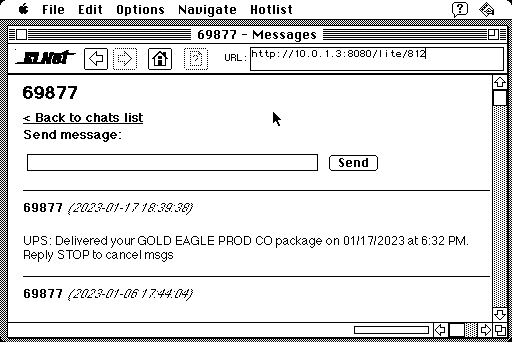 File Edit Options Navigate Hotlist
69877 - Messages
URL: http://10.0.1.3:8080/lite/812
69877
< Back to chats list
Send message:
Send
69877 (2023-01-17 18:39:38)
UPS: Delivered your GOLD EAGLE PROD CO package on 01/17/2023 at 6:32 PM.
Reply STOP to cancel msgs
69877 (2023-01-06 17:44:04)